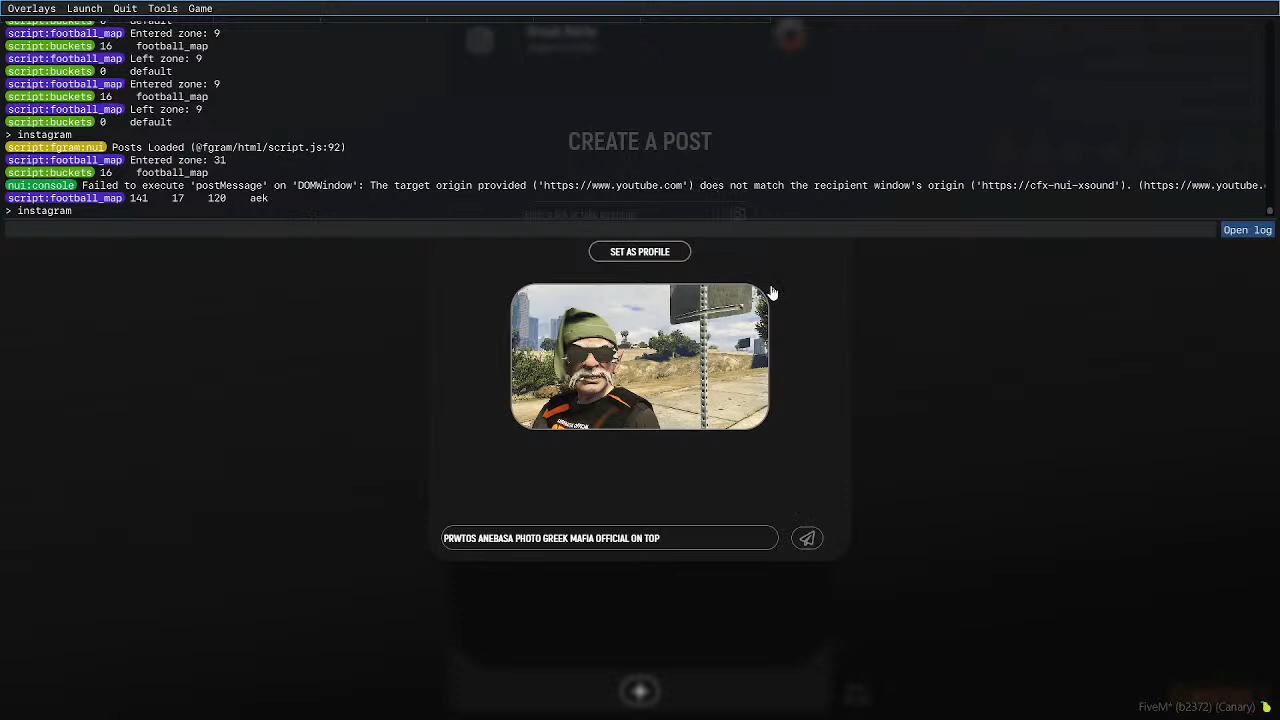 Overlays Launch Quit Tools Game
script:buckets 0 default
script:football_map Entered zone: 9
script:buckets 16 football_map
script:football_map Left zone: 9
script:buckets 0 default
script:football_map Entered zone: 9
script:buckets 16 football_map
script:football_map Left zone: 9
script:buckets 0 default
> instagram
script:fgram:nui Posts Loaded (@fgram/html/script.js:92)
script:football_map Entered zone: 31
script:buckets 16 football_map
nui:console Failed to execute 'postMessage' on 'DOMWindow': The target origin provided ('https://www.youtube.com') does not match the recipient window's origin ('https://cfx-nui-xsound'). (https://www.youtube.
script:football_map 141 17 120 aek
> instagram
Open log
CREATE A POST
SET AS PROFILE
PRWTOS ANEBASA PHOTO GREEK MAFIA OFFICIAL ON TOP
FiveM* (b2372) (Canary)